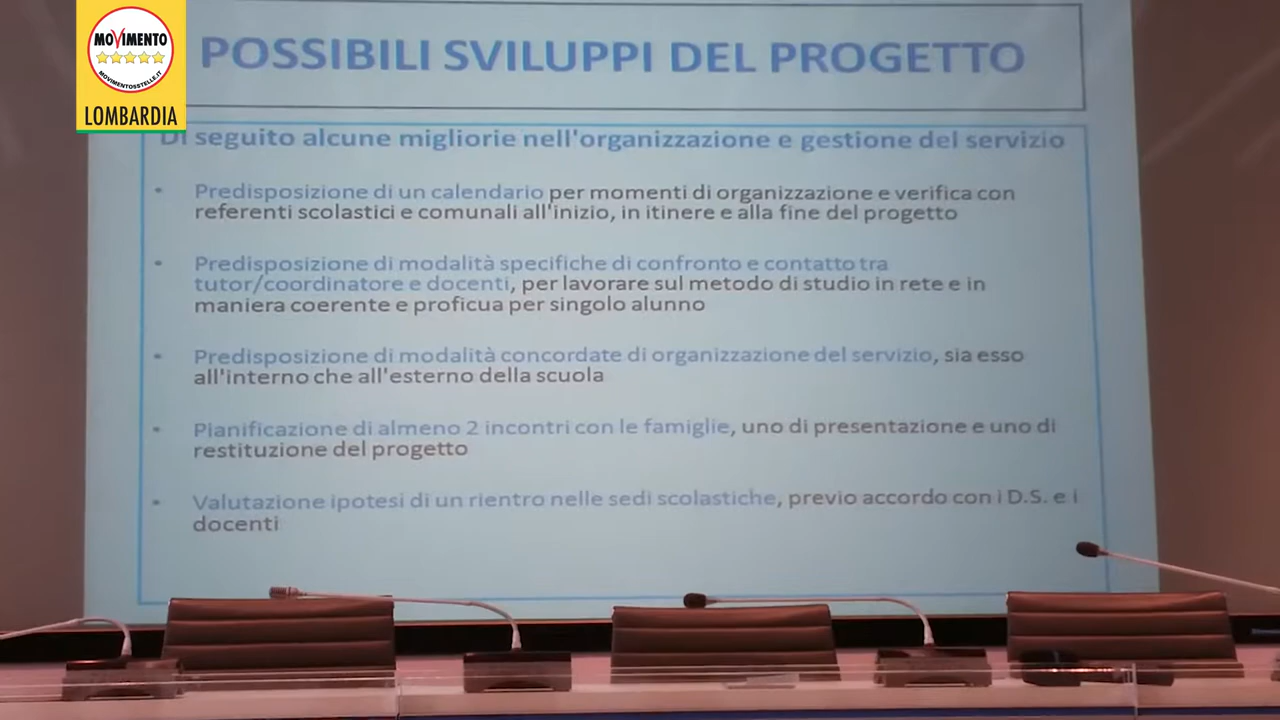 MOVIMENTO
MOVIMENTO5STELLE.IT
LOMBARDIA
POSSIBILI SVILUPPI DEL PROGETTO
Di seguito alcune migliorie nell'organizzazione e gestione del servizio
• Predisposizione di un calendario per momenti di organizzazione e verifica con
referenti scolastici e comunali all'inizio, in itinere e alla fine del progetto
• Predisposizione di modalità specifiche di confronto e contatto tra
tutor/coordinatore e docenti, per lavorare sul metodo di studio in rete e in
maniera coerente e proficua per singolo alunno
• Predisposizione di modalità concordate di organizzazione del servizio, sia esso
all'interno che all'esterno della scuola
• Pianificazione di almeno 2 incontri con le famiglie, uno di presentazione e uno di
restituzione del progetto
• Valutazione ipotesi di un rientro nelle sedi scolastiche, previo accordo con i D.S. e i
docenti